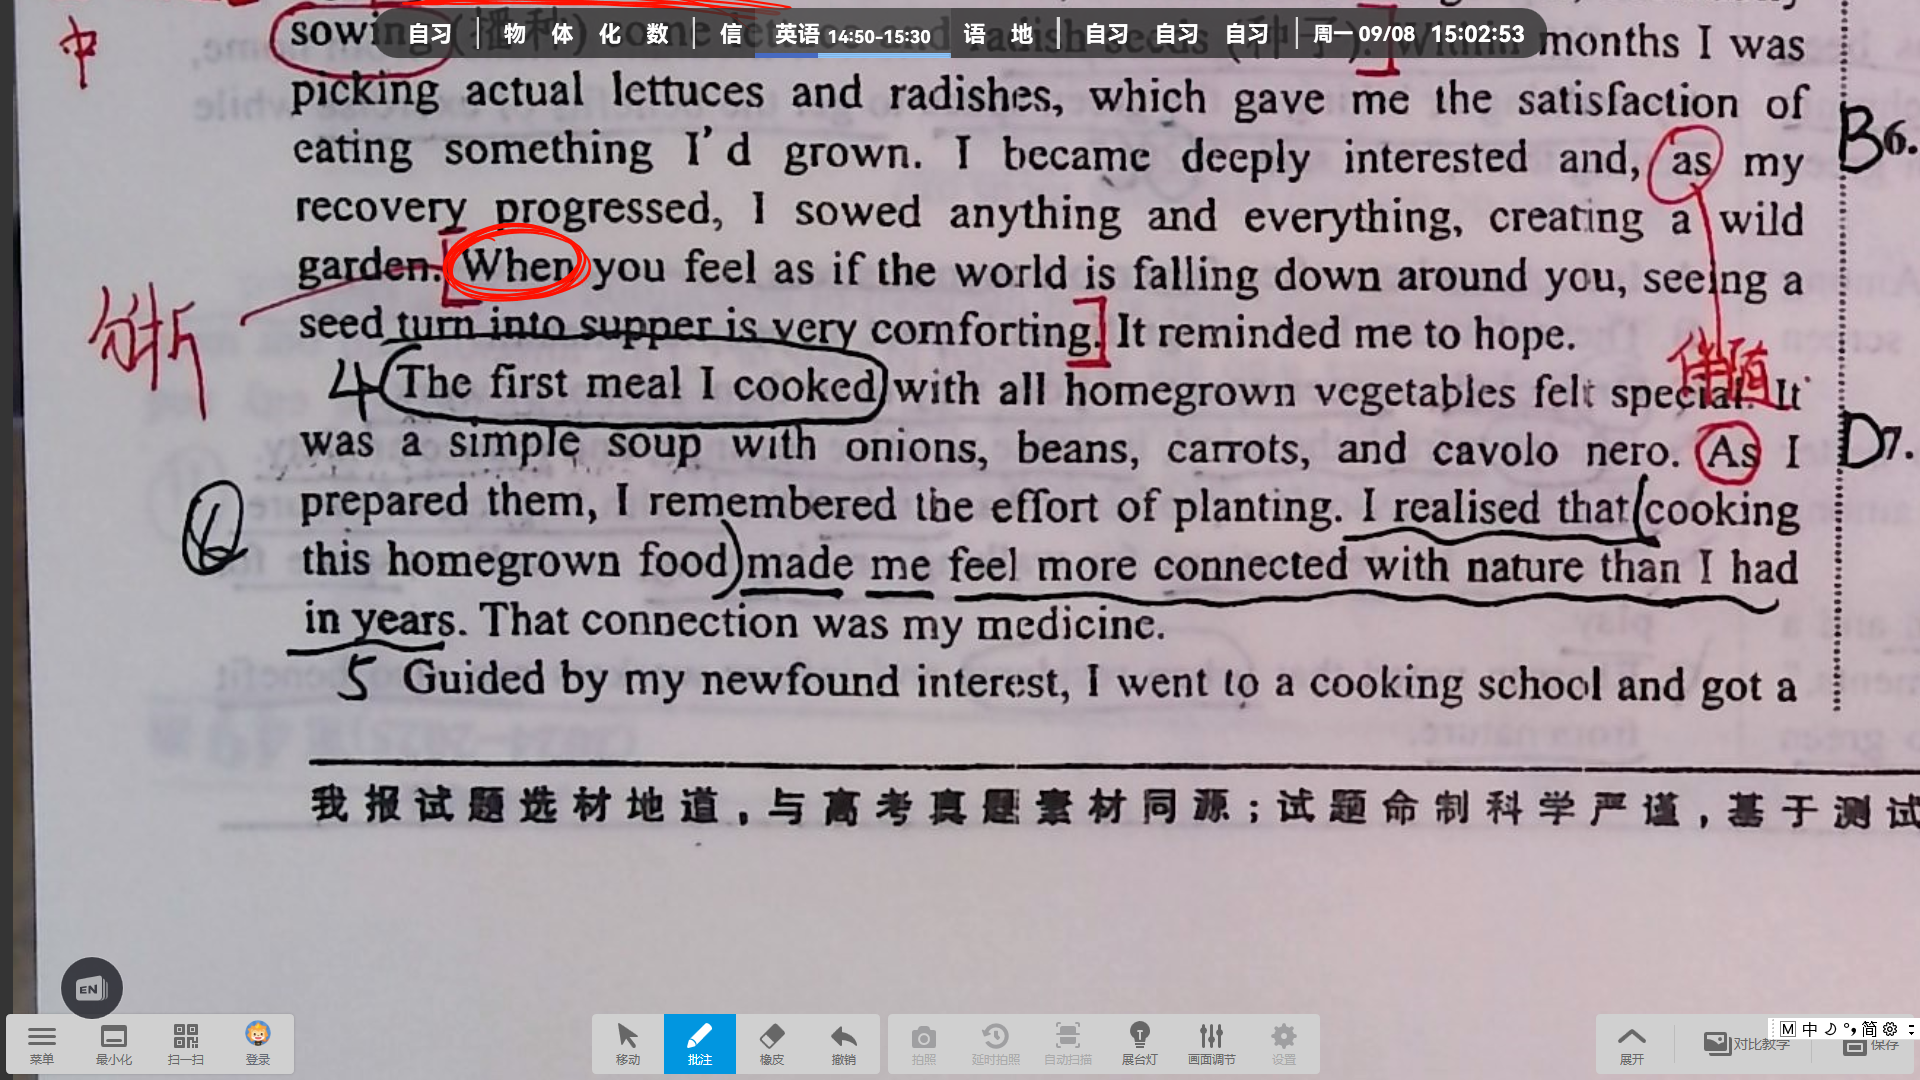 自习 物 体 化 数 信 英语 14:50-15:30 语 地 自习 自习 自习 周一 09/08 15:02:53
中
sowing months I was
picking actual lettuces and radishes, which gave me the satisfaction of
eating something I'd grown. I became deeply interested and, as my
B6.
recovery progressed, I sowed anything and everything, creating a wild
garden. When you feel as if the world is falling down around you, seeing a
分析
seed turn into supper is very comforting. It reminded me to hope.
伴随
4 The first meal I cooked with all homegrown vegetables felt special. It
was a simple soup with onions, beans, carrots, and cavolo nero. As I
D7.
prepared them, I remembered the effort of planting. I realised that cooking
this homegrown food made me feel more connected with nature than I had
in years. That connection was my medicine.
5 Guided by my newfound interest, I went to a cooking school and got a
我报试题选材地道，与高考真题素材同源；试题命制科学严谨，基于测试
EN
菜单 最小化 扫一扫 登录 移动 批注 橡皮 撤销 拍照 延时拍照 自动扫描 展台灯 画面调节 设置 展开 对比教学 保存
M 中 简